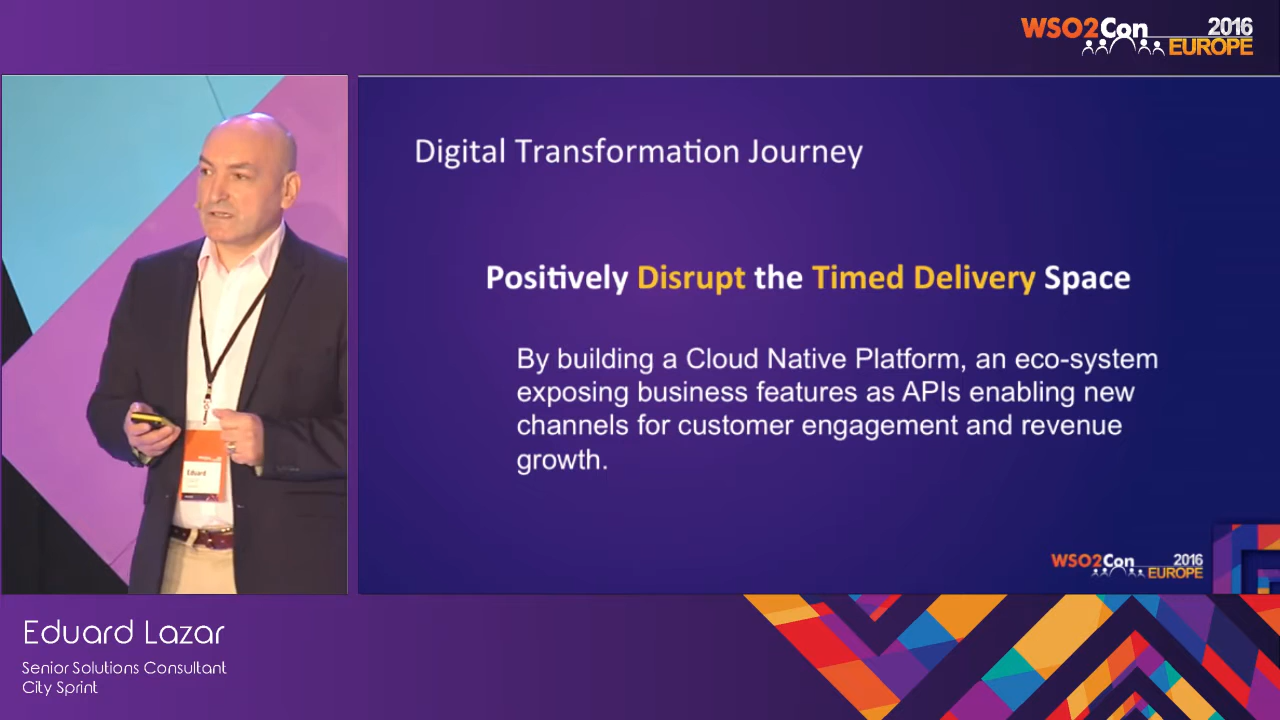 WSO2Con 2016
EUROPE
Digital Transformation Journey
Positively Disrupt the Timed Delivery Space
By building a Cloud Native Platform, an eco-system
exposing business features as APIs enabling new
channels for customer engagement and revenue
growth.
Eduard
WSO2Con 2016
EUROPE
Eduard Lazar
Senior Solutions Consultant
City Sprint